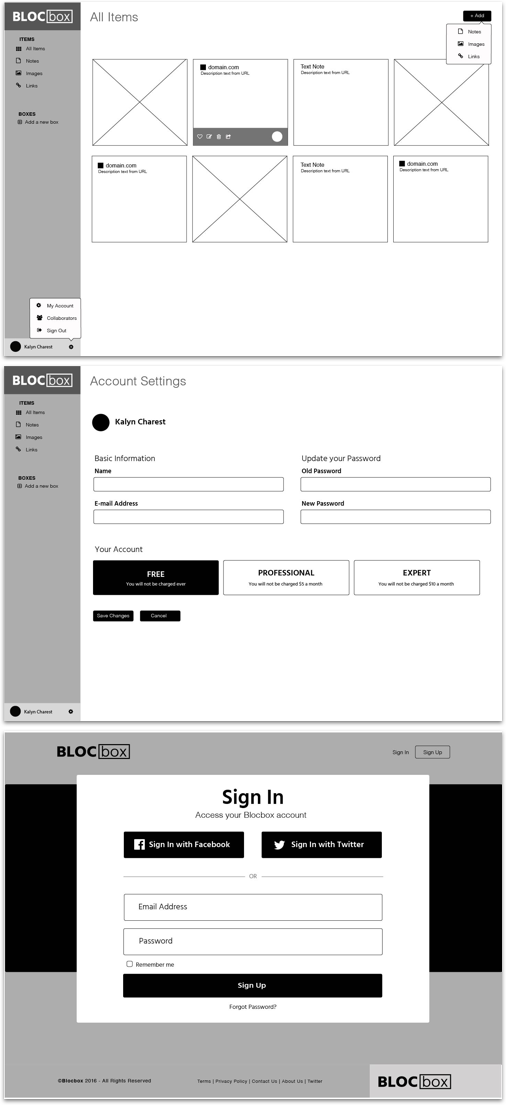 BLOCbox
All Items
+ Add
Notes
Images
Links
ITEMS
All Items
Notes
Images
Links
BOXES
Add a new box
domain.com
Description text from URL
Text Note
Description text from URL
domain.com
Description text from URL
Text Note
Description text from URL
domain.com
Description text from URL
My Account
Collaborators
Sign Out
Kalyn Charest
BLOCbox
Account Settings
ITEMS
All Items
Notes
Images
Links
BOXES
Add a new box
Kalyn Charest
Basic Information
Name
E-mail Address
Update your Password
Old Password
New Password
Your Account
FREE
You will not be charged ever
PROFESSIONAL
You will not be charged $5 a month
EXPERT
You will not be charged $10 a month
Save Changes
Cancel
Kalyn Charest
BLOCbox
Sign In
Sign Up
Sign In
Access your Blocbox account
Sign In with Facebook
Sign In with Twitter
OR
Email Address
Password
Remember me
Sign Up
Forgot Password?
©Blocbox 2016 - All Rights Reserved
Terms | Privacy Policy | Contact Us | About Us | Twitter
BLOCbox